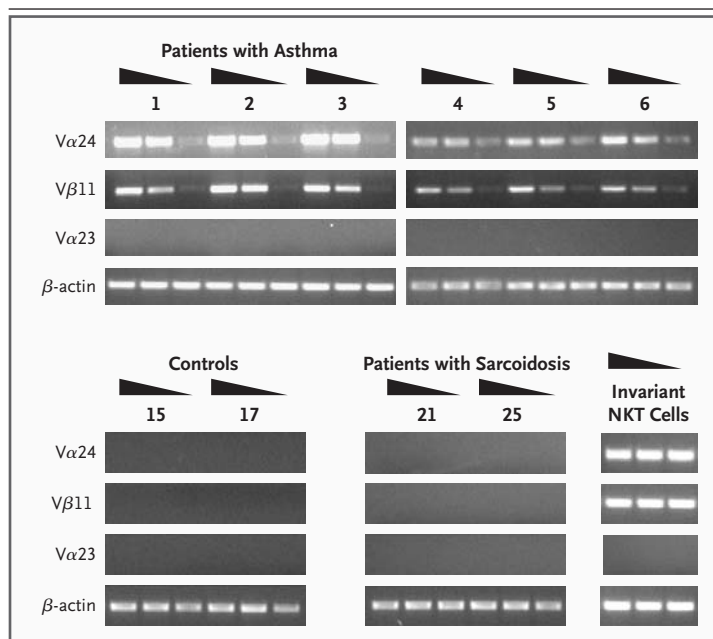 Patients with Asthma
1 2 3 4 5 6
Vα24
Vβ11
Vα23
β-actin
Controls Patients with Sarcoidosis
Invariant
NKT Cells
15 17 21 25
Vα24
Vβ11
Vα23
β-actin